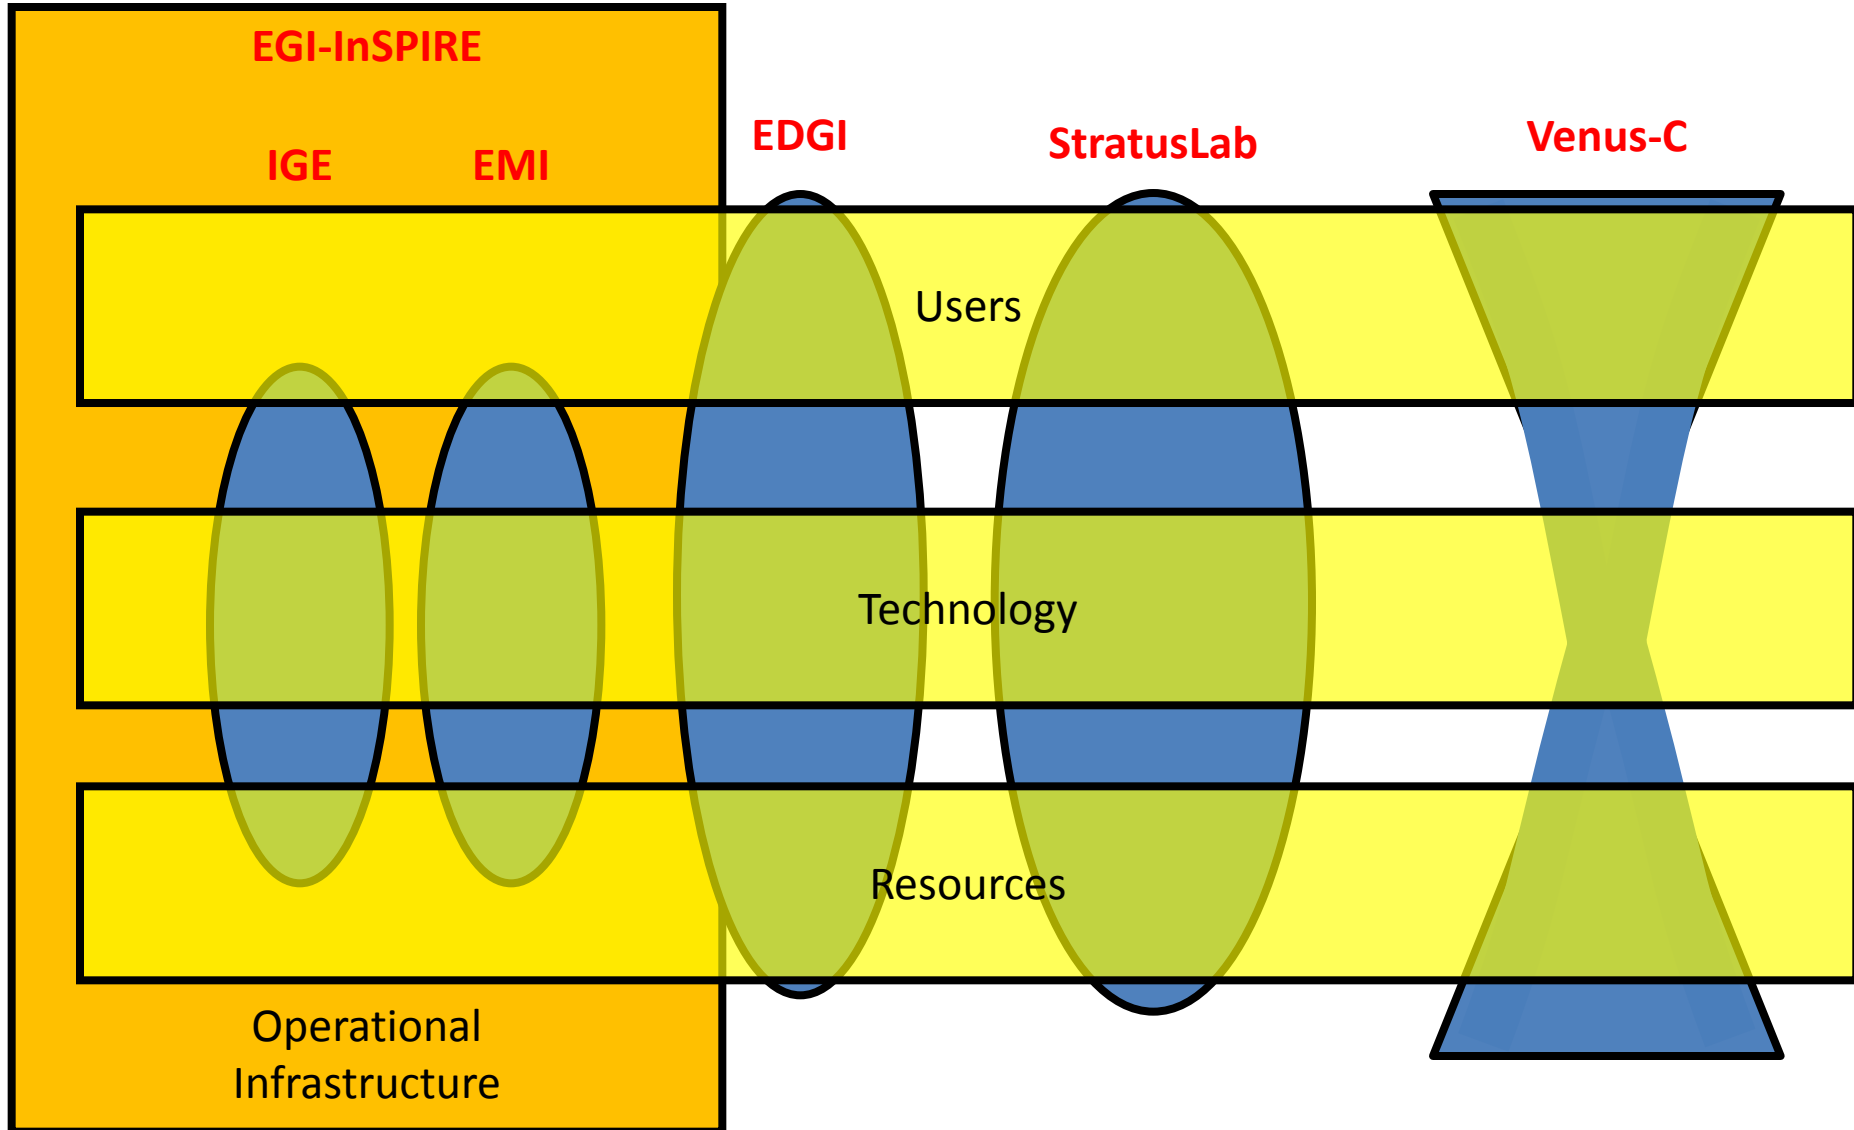 EGI-InSPIRE
EDGI
StratusLab
Venus-C
IGE
EMI
Users
Technology
Resources
Operational
Infrastructure